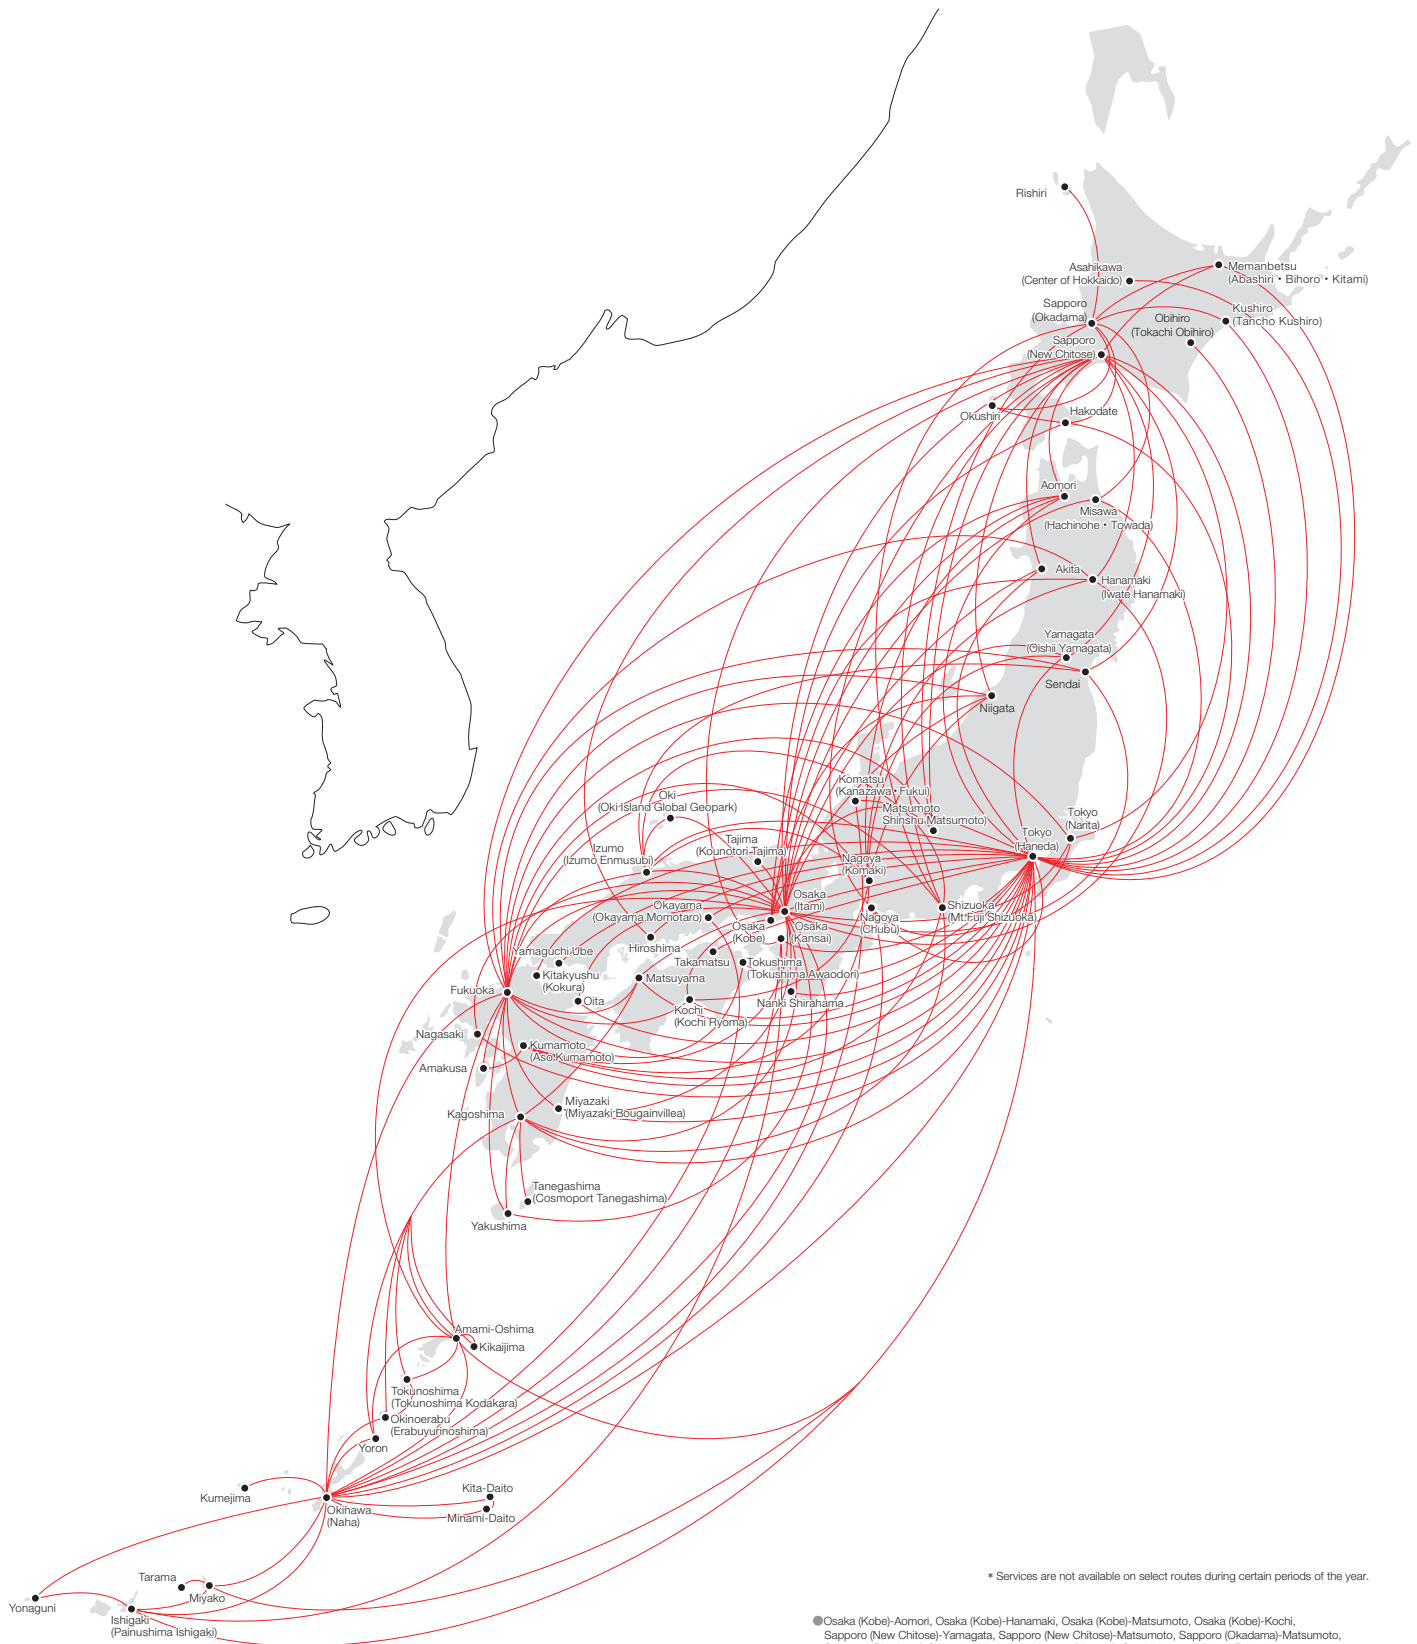 Rishiri
Asahikawa
(Center of Hokkaido)
Memanbetsu
(Abashiri・Bihoro・Kitami)
Sapporo
(Okadama)
Kushiro
(Tancho Kushiro)
Obihiro
(Tokachi Obihiro)
Sapporo
(New Chitose)
Okushiri
Hakodate
Aomori
Misawa
(Hachinohe・Towada)
Akita
Hanamaki
(Iwate Hanamaki)
Yamagata
(Oishii Yamagata)
Sendai
Niigata
Komatsu
(Kanazawa・Fukui)
Oki
(Oki Island Global Geopark)
Matsumoto
Shinshu Matsumoto)
Tokyo
(Narita)
Tokyo
(Haneda)
Tajima
(Kounotori-Tajima)
Izumo
(Izumo Enmusubi)
Nagoya
(Komaki)
Osaka
(Itami)
Okayama
(Okayama Momotaro)
Shizuoka
(Mt.Fuji Shizuoka)
Nagoya
(Chubu)
Osaka
(Kobe)
Osaka
(Kansai)
Hiroshima
Yamaguchi Ube
Takamatsu
Tokushima
(Tokushima Awaodori)
Kitakyushu
(Kokura)
Matsuyama
Fukuoka
Oita
Kochi
(Kochi Ryoma)
Nanki Shirahama
Nagasaki
Kumamoto
(Aso Kumamoto)
Amakusa
Miyazaki
(Miyazaki Bougainvillea)
Kagoshima
Tanegashima
(Cosmoport Tanegashima)
Yakushima
Amami-Oshima
Kikaijima
Tokunoshima
(Tokunoshima Kodakara)
Okinoerabu
(Erabuyurinoshima)
Yoron
Kumejima
Kita-Daito
Okinawa
(Naha)
Minami-Daito
Tarama
Miyako
Yonaguni
Ishigaki
(Painushima Ishigaki)
* Services are not available on select routes during certain periods of the year.
●Osaka (Kobe)-Aomori, Osaka (Kobe)-Hanamaki, Osaka (Kobe)-Matsumoto, Osaka (Kobe)-Kochi,
Sapporo (New Chitose)-Yamagata, Sapporo (New Chitose)-Matsumoto, Sapporo (Okadama)-Matsumoto,